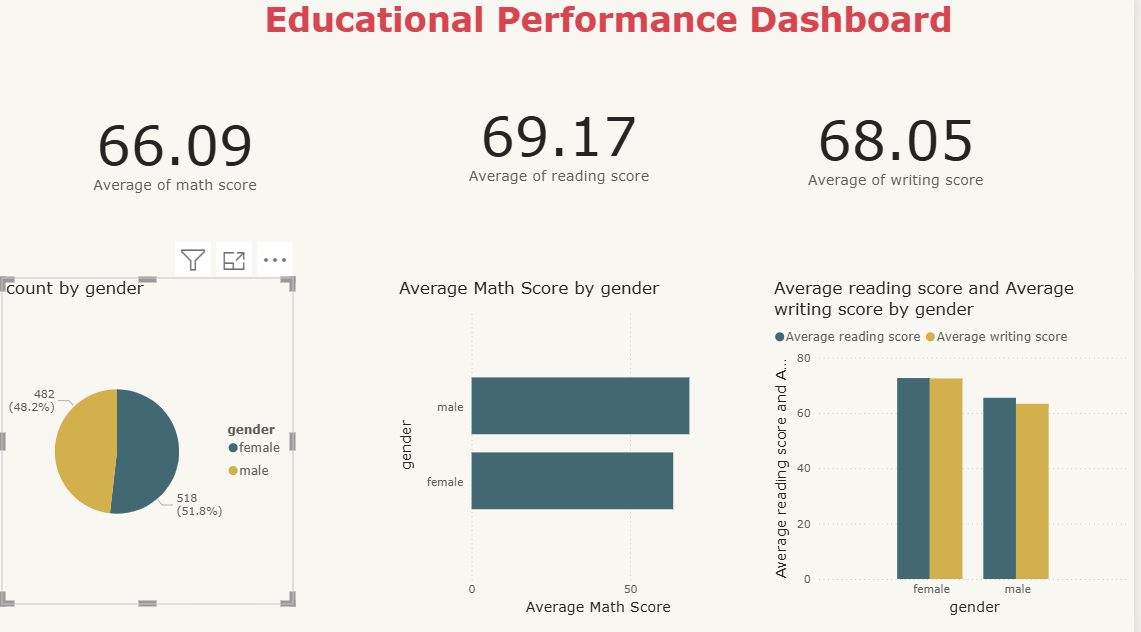 Educational Performance Dashboard
66.09
Average of math score
69.17
Average of reading score
68.05
Average of writing score
count by gender
482
(48.2%)
518
(51.8%)
gender
female
male
Average Math Score by gender
gender
male
female
0
50
Average Math Score
Average reading score and Average
writing score by gender
Average reading score
Average writing score
Average reading score and A...
80
60
40
20
0
female
male
gender